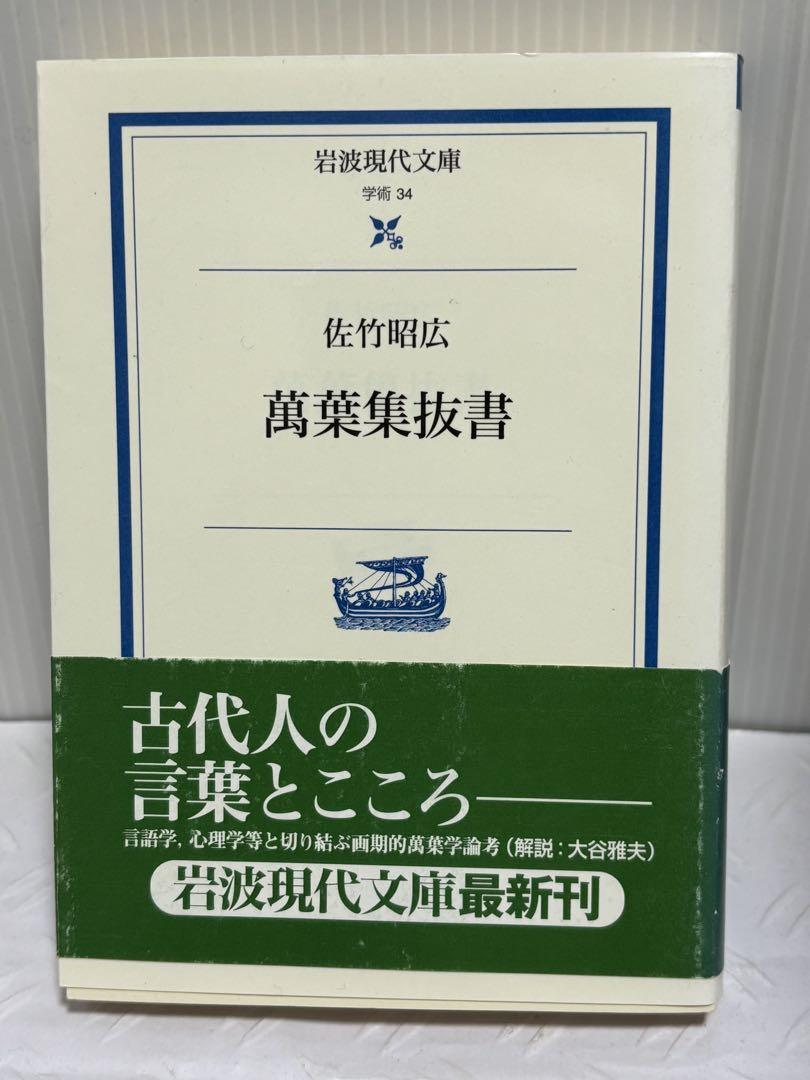 岩波現代文庫
学術 34
佐竹昭広
萬葉集抜書
古代人の
言葉とこころ――
言語学,心理学等と切り結ぶ画期的萬葉学論考(解説:大谷雅夫)
岩波現代文庫最新刊